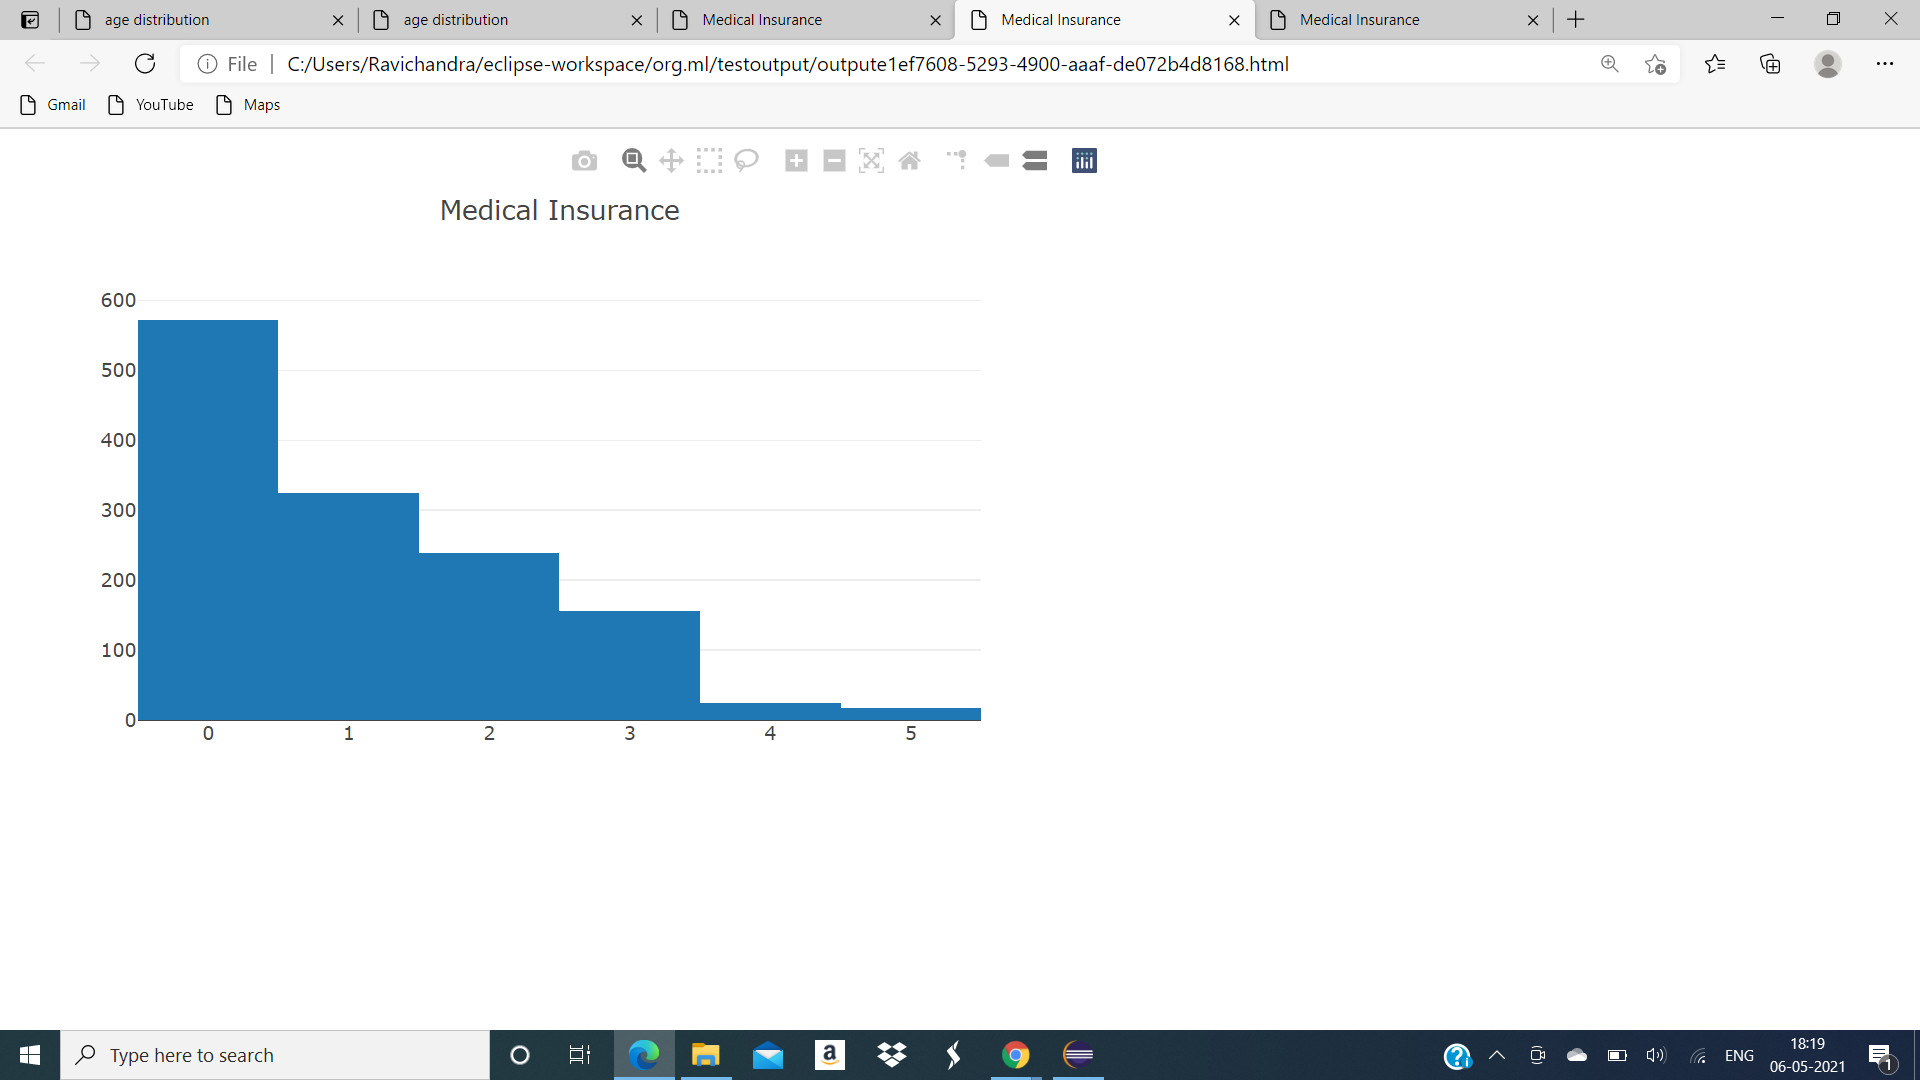 age distribution
age distribution
Medical Insurance
Medical Insurance
Medical Insurance
File
C:/Users/Ravichandra/eclipse-workspace/org.ml/testoutput/outpute1ef7608-5293-4900-aaaf-de072b4d8168.html
Gmail
YouTube
Maps
Medical Insurance
600
500
400
300
200
100
0
0 1 2 3 4 5
Type here to search
a
ENG
18:19
06-05-2021
1